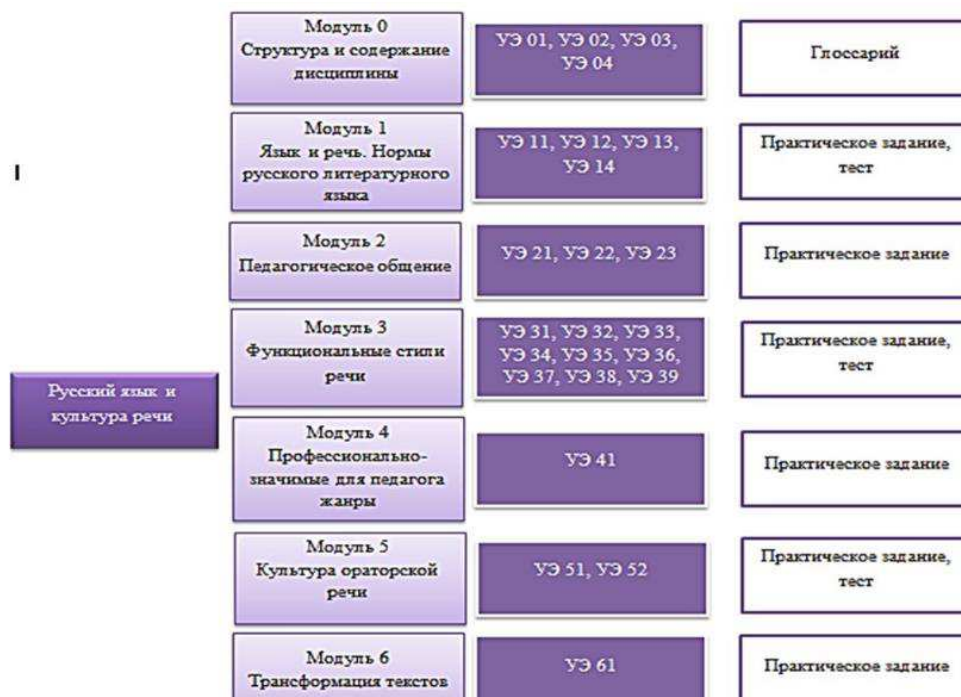 Модуль 0
Структура и содержание
дисциплины
УЭ 01, УЭ 02, УЭ 03,
УЭ 04
Глоссарий
Модуль 1
Язык и речь. Нормы
русского литературного
языка
УЭ 11, УЭ 12, УЭ 13,
УЭ 14
Практическое задание,
тест
I
Модуль 2
Педагогическое общение
УЭ 21, УЭ 22, УЭ 23
Практическое задание
Модуль 3
Функциональные стили
речи
УЭ 31, УЭ 32, УЭ 33,
УЭ 34, УЭ 35, УЭ 36,
УЭ 37, УЭ 38, УЭ 39
Практическое задание,
тест
Русский язык и
культура речи
Модуль 4
Профессионально-
значимые для педагога
жанры
УЭ 41
Практическое задание
Модуль 5
Культура ораторской
речи
УЭ 51, УЭ 52
Практическое задание,
тест
Модуль 6
Трансформация текстов
УЭ 61
Практическое задание